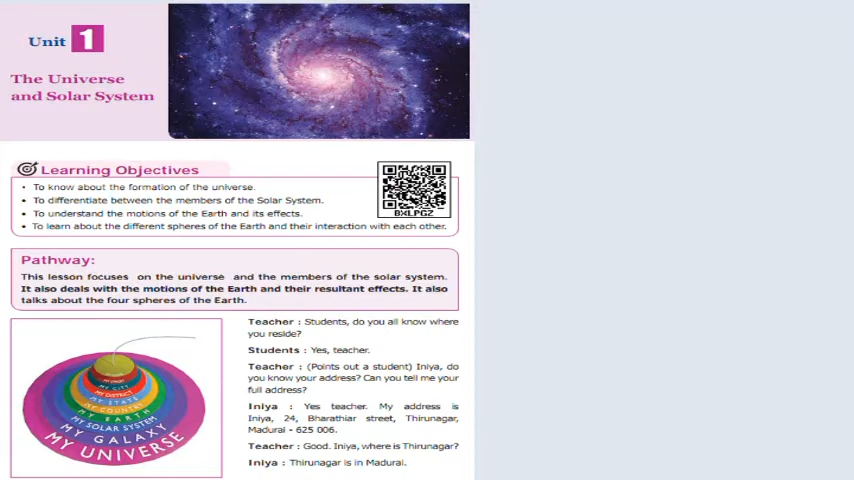 Unit 1
The Universe
and Solar System
Learning Objectives
• To know about the formation of the universe.
• To differentiate between the members of the Solar System.
• To understand the motions of the Earth and its effects.
• To learn about the different spheres of the Earth and their interaction with each other.
BXLPGZ
Pathway:
This lesson focuses on the universe and the members of the solar system.
It also deals with the motions of the Earth and their resultant effects. It also
talks about the four spheres of the Earth.
MY CITY
MY DISTRICT
MY STATE
MY COUNTRY
MY EARTH
MY SOLAR SYSTEM
MY GALAXY
MY UNIVERSE
Teacher : Students, do you all know where
you reside?
Students : Yes, teacher.
Teacher : (Points out a student) Iniya, do
you know your address? Can you tell me your
full address?
Iniya : Yes teacher. My address is
Iniya, 24, Bharathiar street, Thirunagar,
Madurai - 625 006.
Teacher : Good. Iniya, where is Thirunagar?
Iniya : Thirunagar is in Madurai.